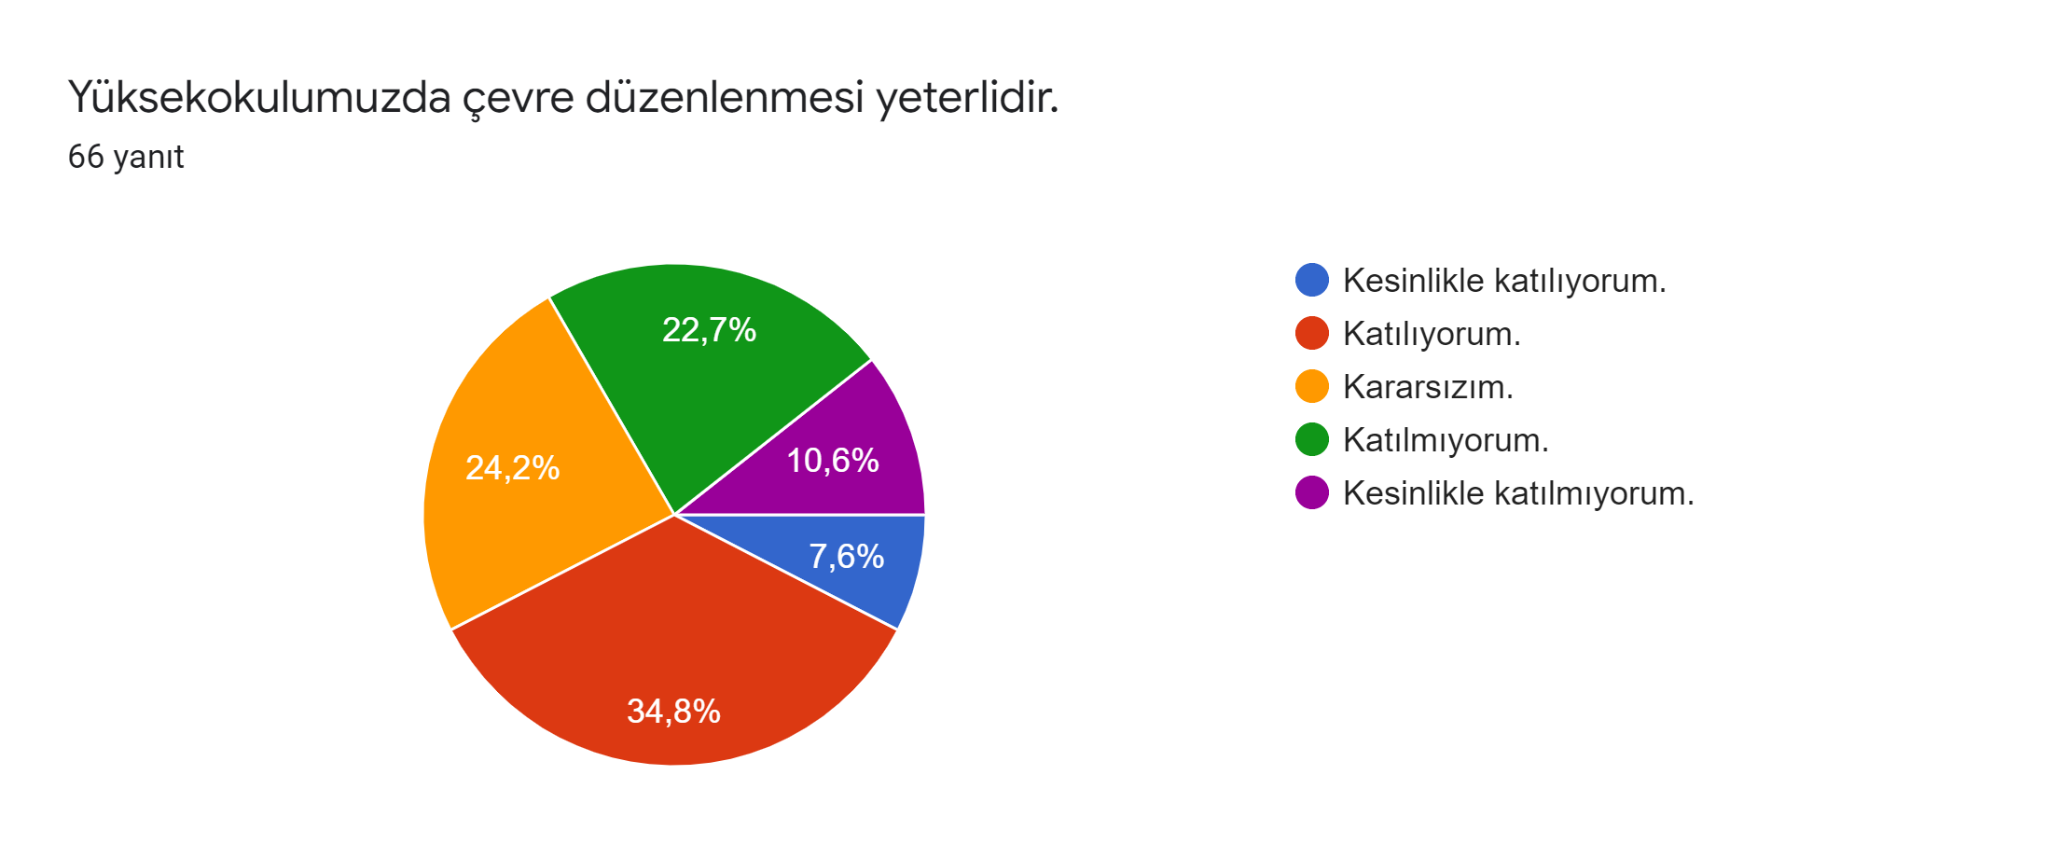 Yüksekokulumuzda çevre düzenlenmesi yeterlidir.
66 yanıt
22,7%
10,6%
24,2%
7,6%
34,8%
Kesinlikle katılıyorum.
Katılıyorum.
Kararsızım.
Katılmıyorum.
Kesinlikle katılmıyorum.